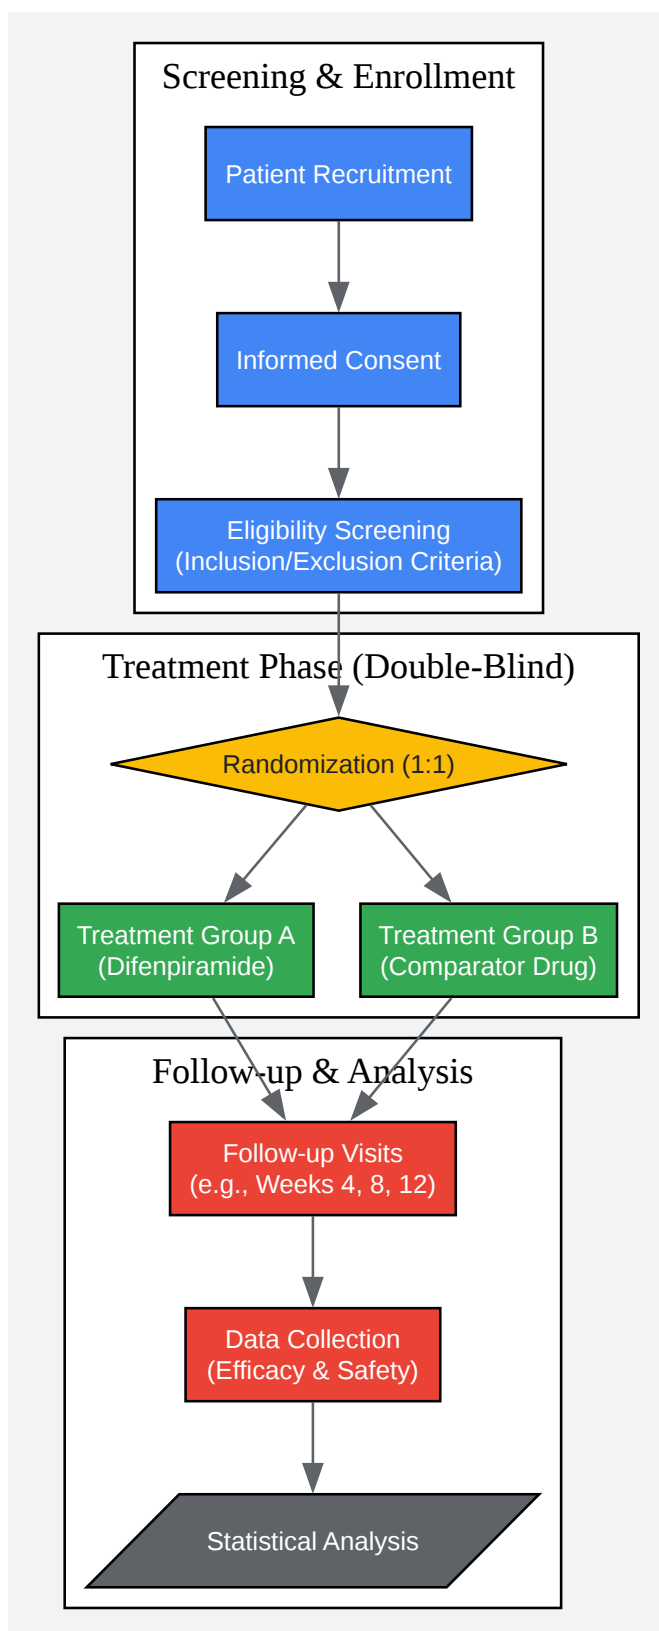 Screening & Enrollment
Patient Recruitment
Informed Consent
Eligibility Screening
(Inclusion/Exclusion Criteria)
Treatment Phase (Double-Blind)
Randomization (1:1)
Treatment Group A
(Difenpiramide)
Treatment Group B
(Comparator Drug)
Follow-up & Analysis
Follow-up Visits
(e.g., Weeks 4, 8, 12)
Data Collection
(Efficacy & Safety)
Statistical Analysis